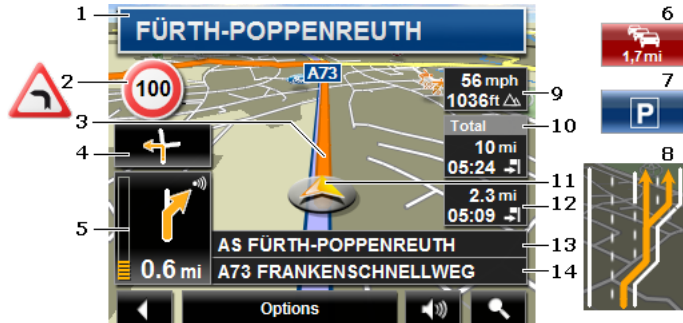 1
FÜRTH-POPPENREUTH
6
1,7mi
2
100
A73
56 mph
1036ft
9
7
P
3
Total
10
10 mi
05:24
4
8
11
2.3 mi
05:09
12
5
0.6 mi
AS FÜRTH-POPPENREUTH
13
A73 FRANKENSCHNELLWEG
14
Options